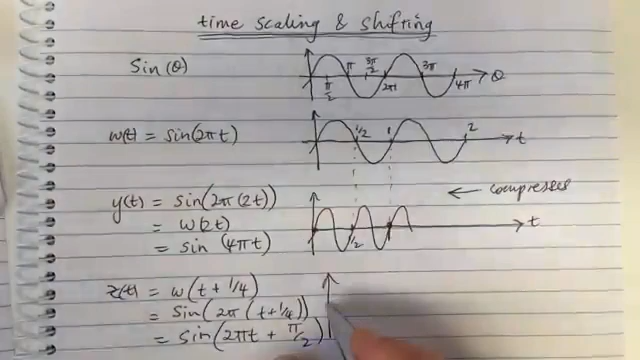 time scaling & shifting
sin(θ)
π/2 π 3π/2 2π 3π 4π θ
w(t) = sin(2πt)
1/2 1 2 t
y(t) = sin(2π(2t))
= w(2t)
= sin (4πt)
1/2 t
← compresses
z(t) = w(t + 1/4)
= sin(2π(t+1/4))
= sin(2πt + π/2)